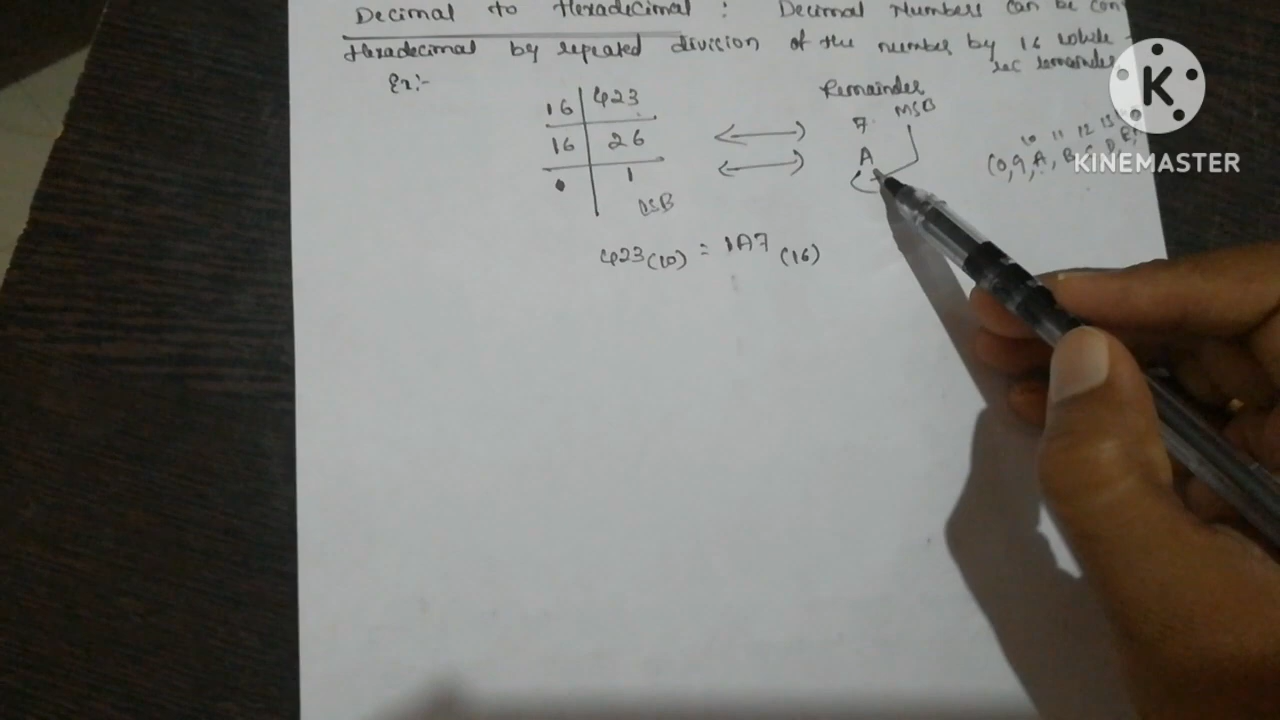 Decimal to Hexadecimal : Decimal Numbers can be con
Hexadecimal by repeated division of the number by 16 while
rec remainder
Ex:-
Remainder
16 423 7 MSB
16 26 A
1
LSB
10 11 12 13
(0,9,A, B, C, D, E,
K
KINEMASTER
423(10) = 1A7 (16)